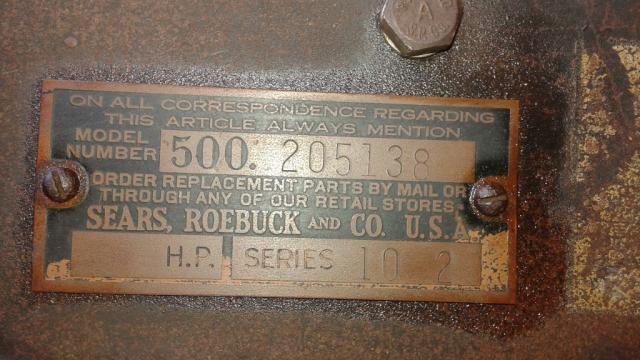 A
ON ALL CORRESPONDENCE REGARDING
THIS ARTICLE ALWAYS MENTION
MODEL NUMBER 500. 205138
ORDER REPLACEMENT PARTS BY MAIL OR
THROUGH ANY OF OUR RETAIL STORES
SEARS, ROEBUCK AND CO. U.S.A.
H.P. SERIES 10 2